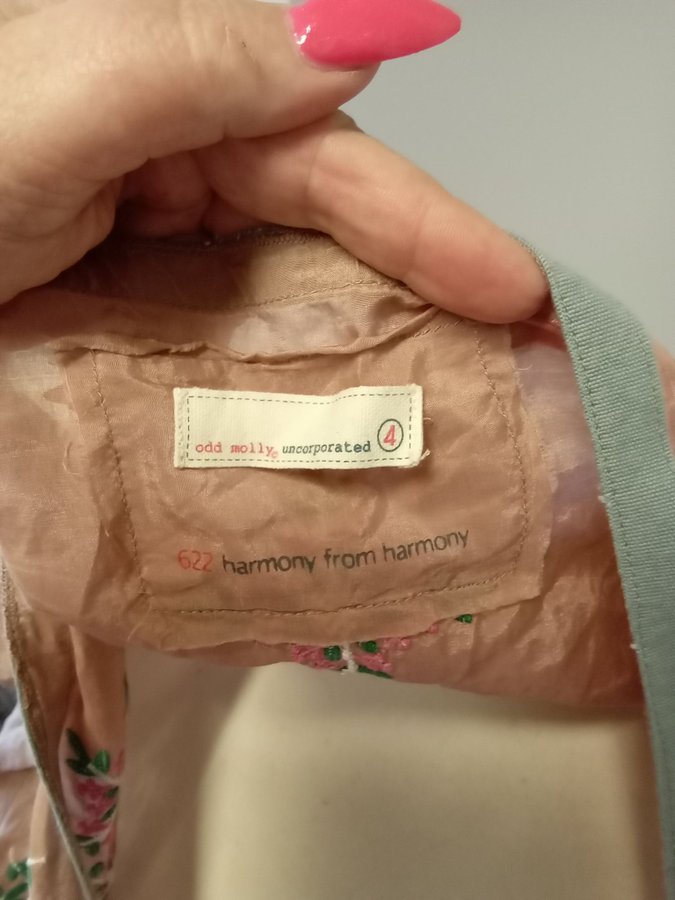 odd molly® uncorporated 4
622 harmony from harmony